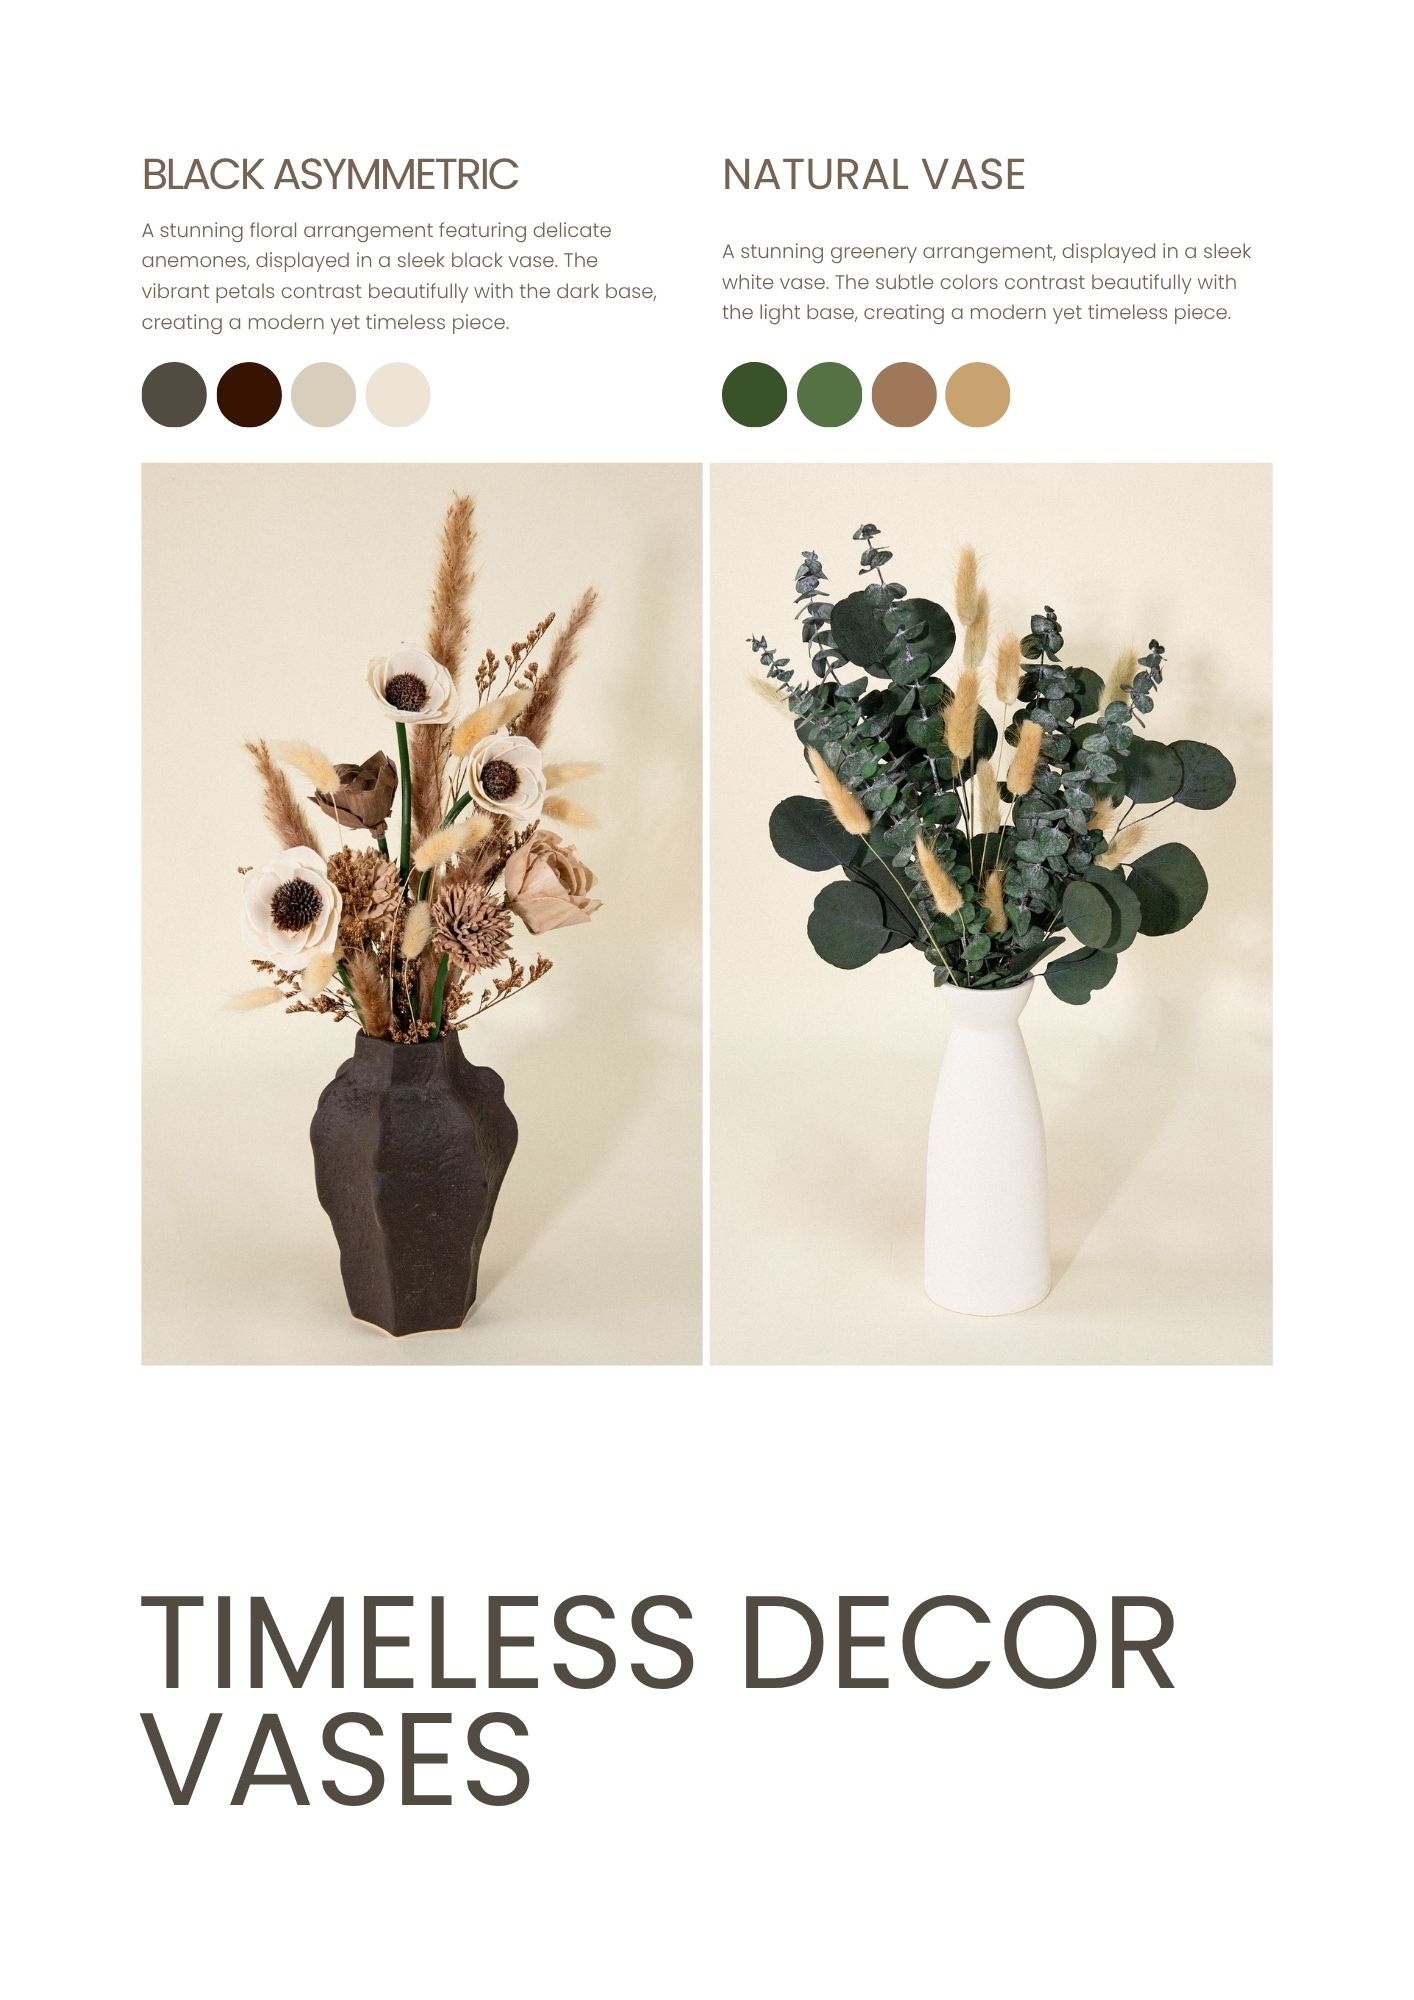 BLACK ASYMMETRIC
A stunning floral arrangement featuring delicate
anemones, displayed in a sleek black vase. The
vibrant petals contrast beautifully with the dark base,
creating a modern yet timeless piece.
NATURAL VASE
A stunning greenery arrangement, displayed in a sleek
white vase. The subtle colors contrast beautifully with
the light base, creating a modern yet timeless piece.
TIMELESS DECOR
VASES